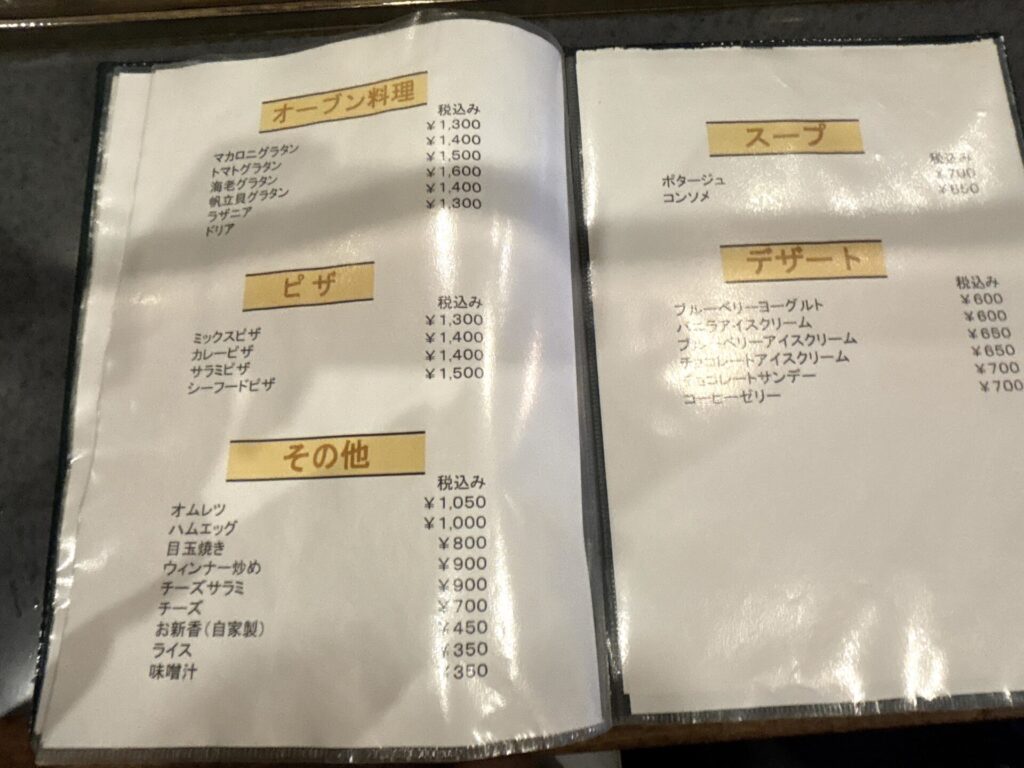 オーブン料理
税込み
マカロニグラタン ¥1,300
トマトグラタン ¥1,400
海老グラタン ¥1,500
帆立貝グラタン ¥1,600
ラザニア ¥1,400
ドリア ¥1,300
ピザ
税込み
ミックスピザ ¥1,300
カレーピザ ¥1,400
サラミピザ ¥1,400
シーフードピザ ¥1,500
その他
税込み
オムレツ ¥1,050
ハムエッグ ¥1,000
目玉焼き ¥800
ウィンナー炒め ¥900
チーズサラミ ¥900
チーズ ¥700
お新香(自家製) ¥450
ライス ¥350
味噌汁 ¥350
スープ
税込み
ポタージュ ¥700
コンソメ ¥650
デザート
税込み
ブルーベリーヨーグルト ¥600
バニラアイスクリーム ¥600
ブルーベリーアイスクリーム ¥650
チョコレートアイスクリーム ¥650
チョコレートサンデー ¥700
コーヒーゼリー ¥700